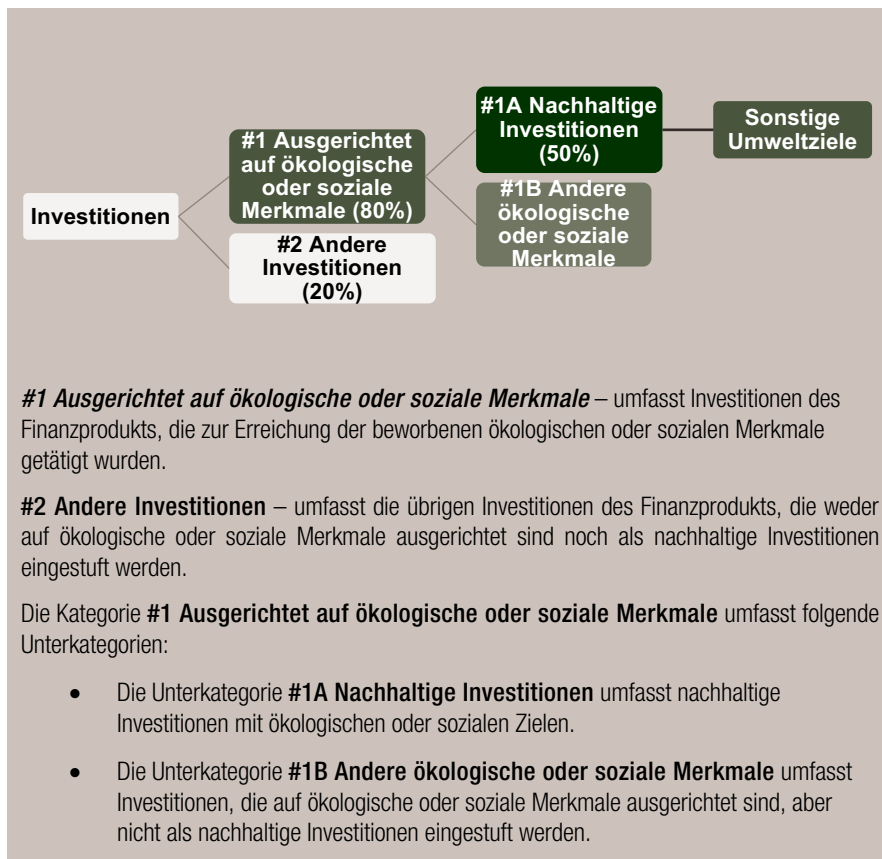 Investitionen
#1 Ausgerichtet
auf ökologische
oder soziale
Merkmale (80%)
#2 Andere
Investitionen
(20%)
#1A Nachhaltige
Investitionen
(50%)
#1B Andere
ökologische
oder soziale
Merkmale
Sonstige
Umweltziele
#1 Ausgerichtet auf ökologische oder soziale Merkmale – umfasst Investitionen des
Finanzprodukts, die zur Erreichung der beworbenen ökologischen oder sozialen Merkmale
getätigt wurden.
#2 Andere Investitionen – umfasst die übrigen Investitionen des Finanzprodukts, die weder
auf ökologische oder soziale Merkmale ausgerichtet sind noch als nachhaltige Investitionen
eingestuft werden.
Die Kategorie #1 Ausgerichtet auf ökologische oder soziale Merkmale umfasst folgende
Unterkategorien:
• Die Unterkategorie #1A Nachhaltige Investitionen umfasst nachhaltige
Investitionen mit ökologischen oder sozialen Zielen.
• Die Unterkategorie #1B Andere ökologische oder soziale Merkmale umfasst
Investitionen, die auf ökologische oder soziale Merkmale ausgerichtet sind, aber
nicht als nachhaltige Investitionen eingestuft werden.